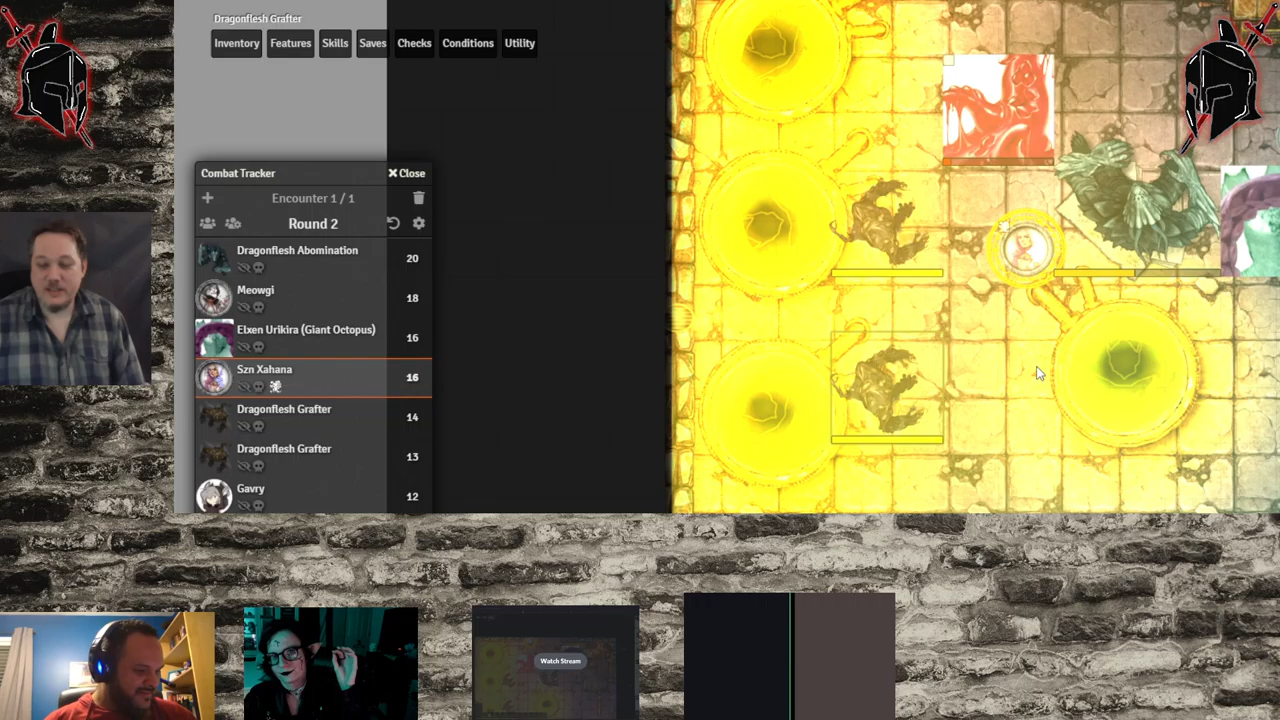 Dragonflesh Grafter
Inventory Features Skills Saves Checks Conditions Utility
Combat Tracker Close
Encounter 1 / 1
Round 2
Dragonflesh Abomination 20
Meowgi 18
Elxen Urikira (Giant Octopus) 16
Szn Xahana 16
Dragonflesh Grafter 14
Dragonflesh Grafter 13
Gavry 12
Watch Stream